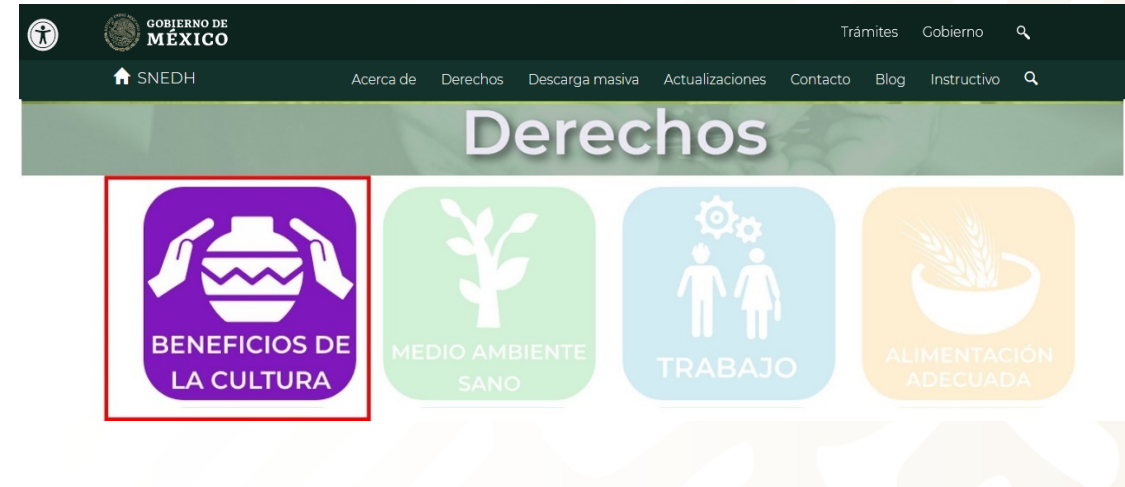 GOBIERNO DE
MÉXICO
Trámites Gobierno
SNEDH Acerca de Derechos Descarga masiva Actualizaciones Contacto Blog Instructivo
Derechos
BENEFICIOS DE
LA CULTURA
MEDIO AMBIENTE
SANO
TRABAJO
ALIMENTACIÓN
ADECUADA